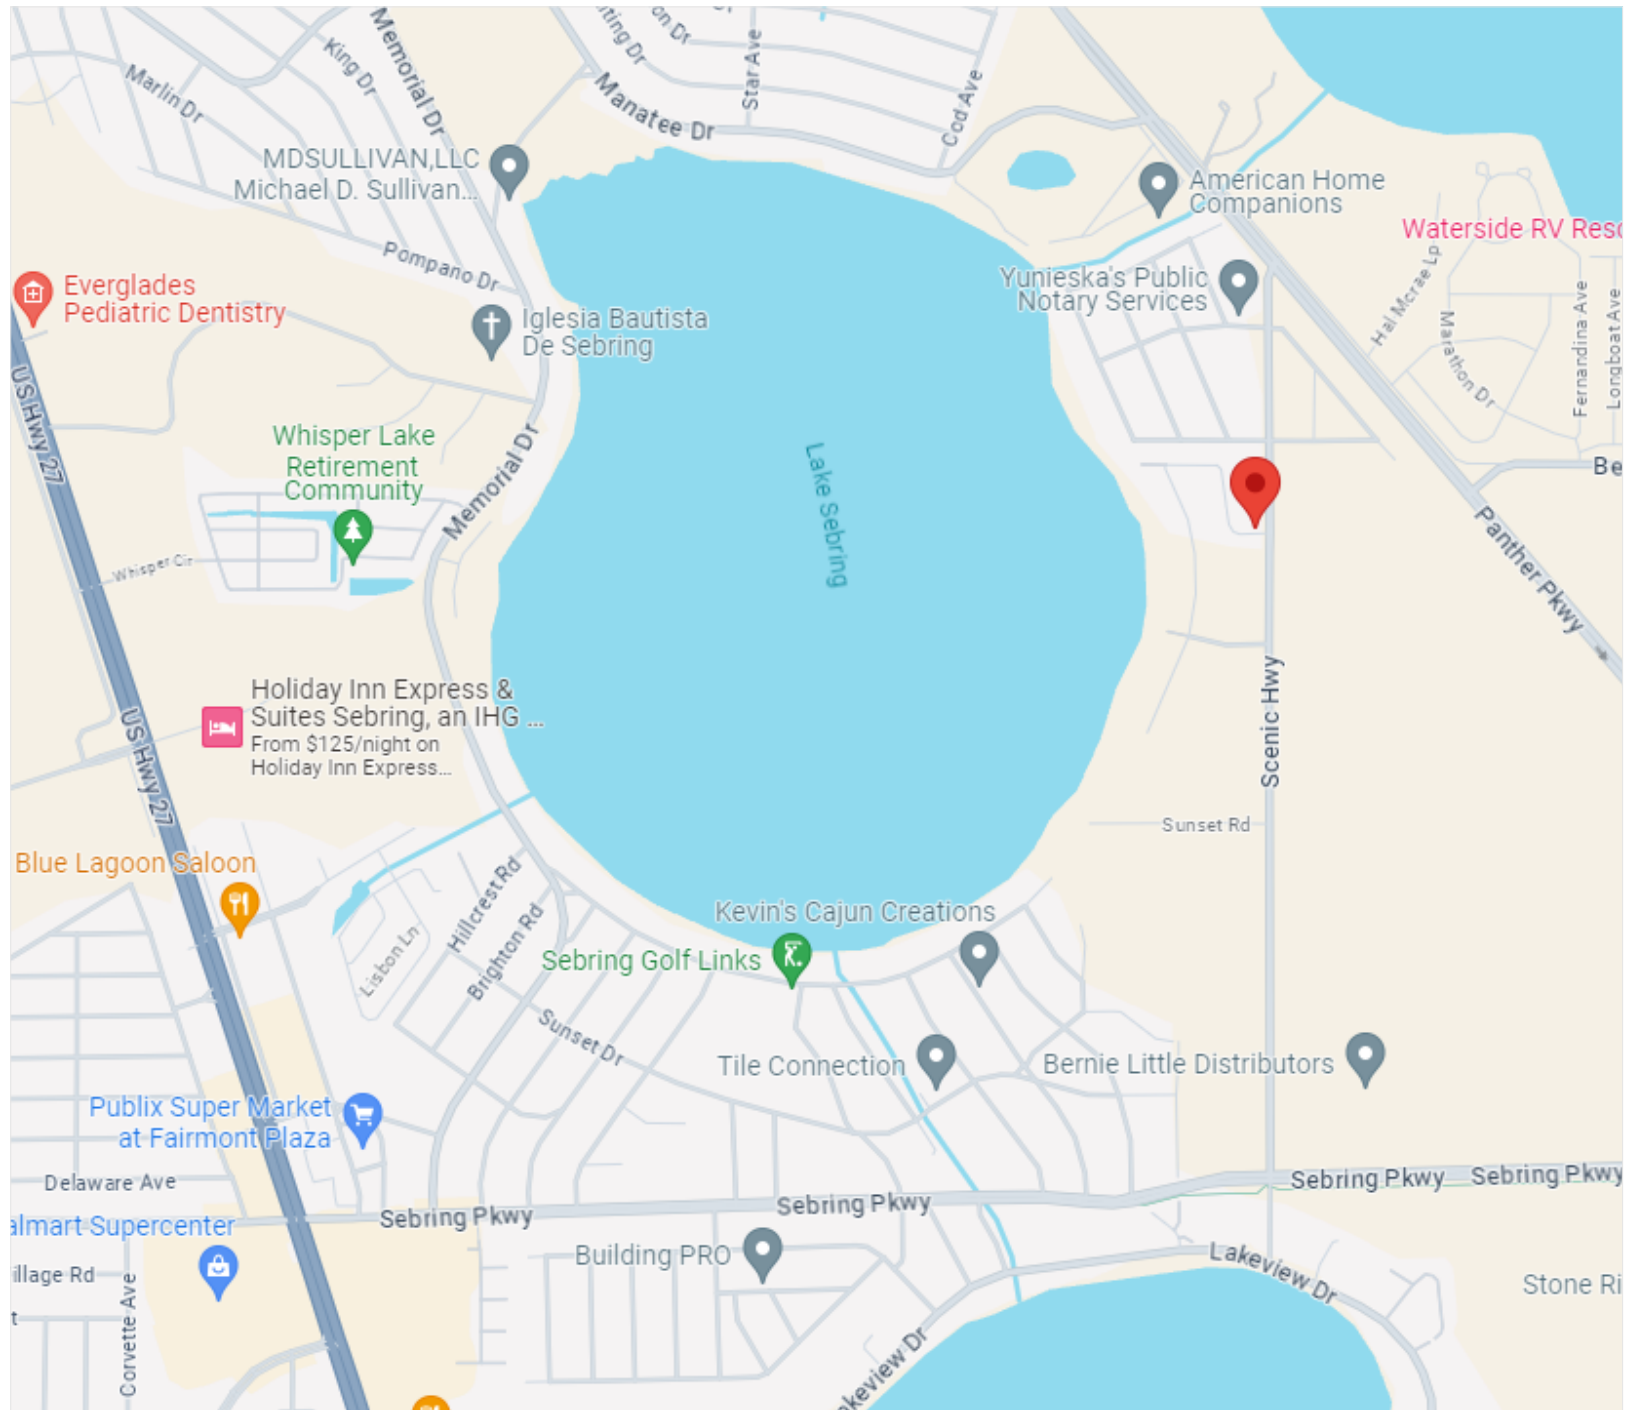 Memorial Dr
King Dr
Marlin Dr
Manatee Dr
Star Ave
Cod Ave
MDSULLIVAN,LLC
Michael D. Sullivan...
American Home
Companions
Waterside RV Reso
Pompano Dr
Everglades
Pediatric Dentistry
Yunieska's Public
Notary Services
Hal Mcrae Lp
Marathon Dr
Fernandina Ave
Longboat Ave
Iglesia Bautista
De Sebring
US Hwy 27
Whisper Lake
Retirement
Community
Memorial Dr
Lake Sebring
Be
Panther Pkwy
Whisper Cir
Holiday Inn Express &
Suites Sebring, an IHG ...
From $125/night on
Holiday Inn Express...
US Hwy 27
Scenic Hwy
Sunset Rd
Blue Lagoon Saloon
Hillcrest Rd
Brighton Rd
Lisbon Ln
Kevin's Cajun Creations
Sebring Golf Links
Sunset Dr
Tile Connection
Bernie Little Distributors
Publix Super Market
at Fairmont Plaza
Delaware Ave
Sebring Pkwy
Sebring Pkwy
Sebring Pkwy
Sebring Pkwy
almart Supercenter
Building PRO
illage Rd
Corvette Ave
Lakeview Dr
Stone Ri
t
akeview Dr